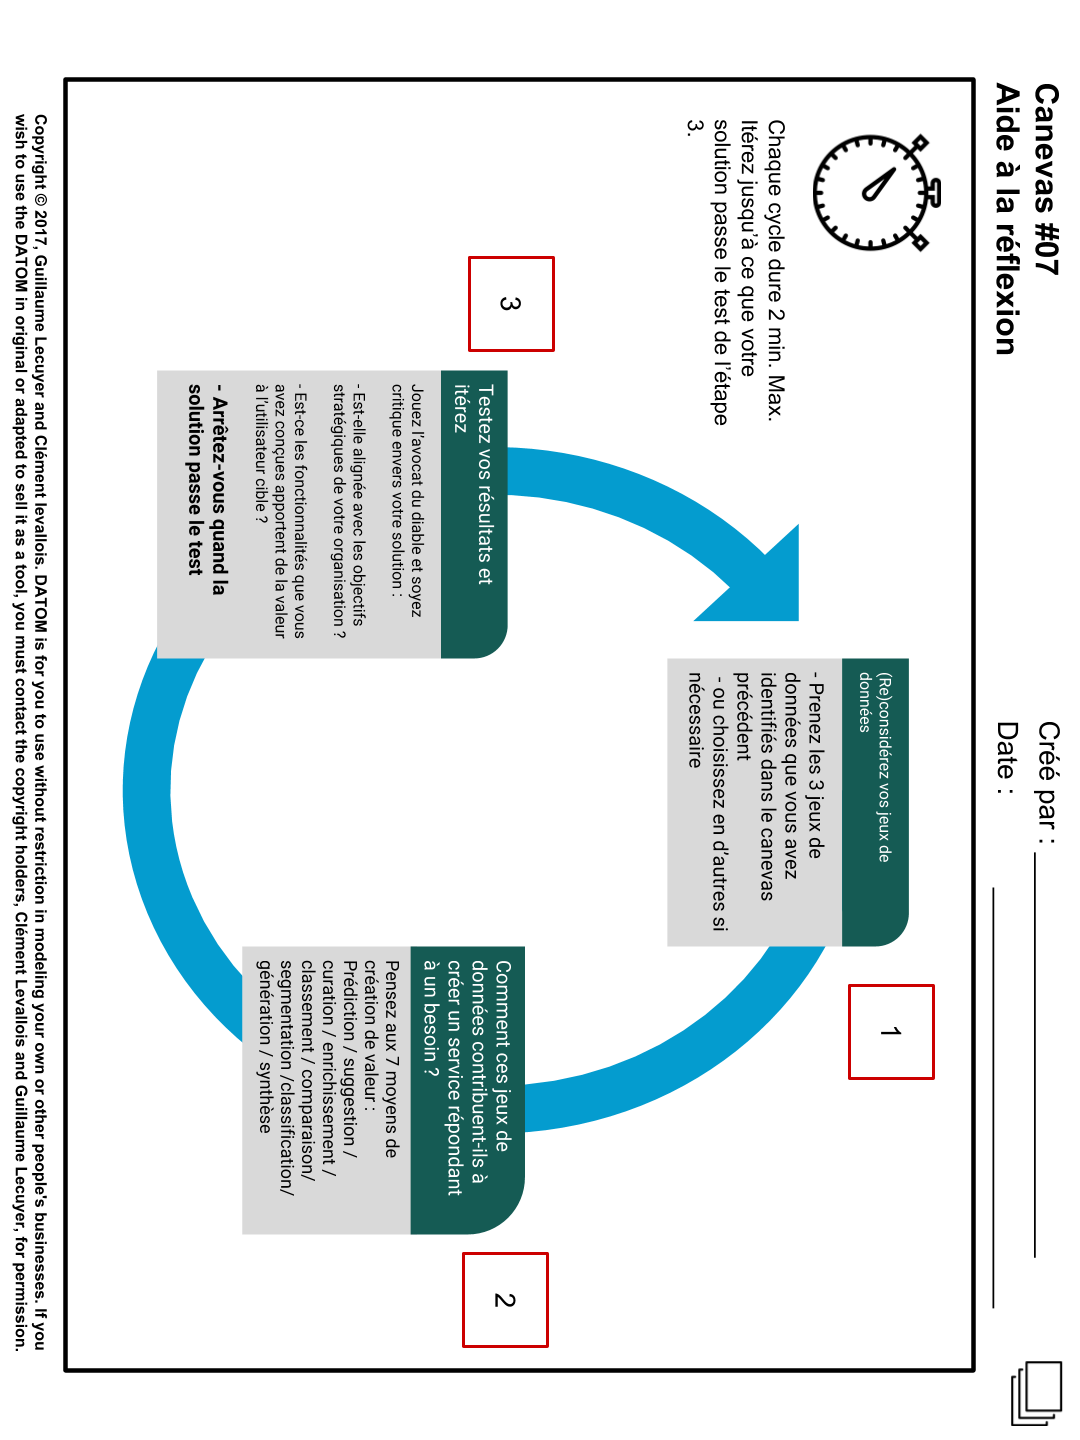 Canevas #07
Aide à la réflexion
Créé par :
Date :
Chaque cycle dure 2 min. Max.
Itérez jusqu'à ce que votre
solution passe le test de l'étape
3.
1
(Re)considérez vos jeux de
données
- Prenez les 3 jeux de
données que vous avez
identifiés dans le canevas
précédent
- ou choisissez en d'autres si
nécessaire
2
Comment ces jeux de
données contribuent-ils à
créer un service répondant
à un besoin ?
Pensez aux 7 moyens de
création de valeur :
Prédiction / suggestion /
curation / enrichissement /
classement / comparaison/
segmentation /classification/
génération / synthèse
3
Testez vos résultats et
itérez
Jouez l'avocat du diable et soyez
critique envers votre solution :
- Est-elle alignée avec les objectifs
stratégiques de votre organisation ?
- Est-ce les fonctionnalités que vous
avez conçues apportent de la valeur
à l'utilisateur cible ?
- Arrêtez-vous quand la
solution passe le test
Copyright © 2017, Guillaume Lecuyer and Clément levallois. DATOM is for you to use without restriction in modeling your own or other people's businesses. If you
wish to use the DATOM in original or adapted to sell it as a tool, you must contact the copyright holders, Clément Levallois and Guillaume Lecuyer, for permission.